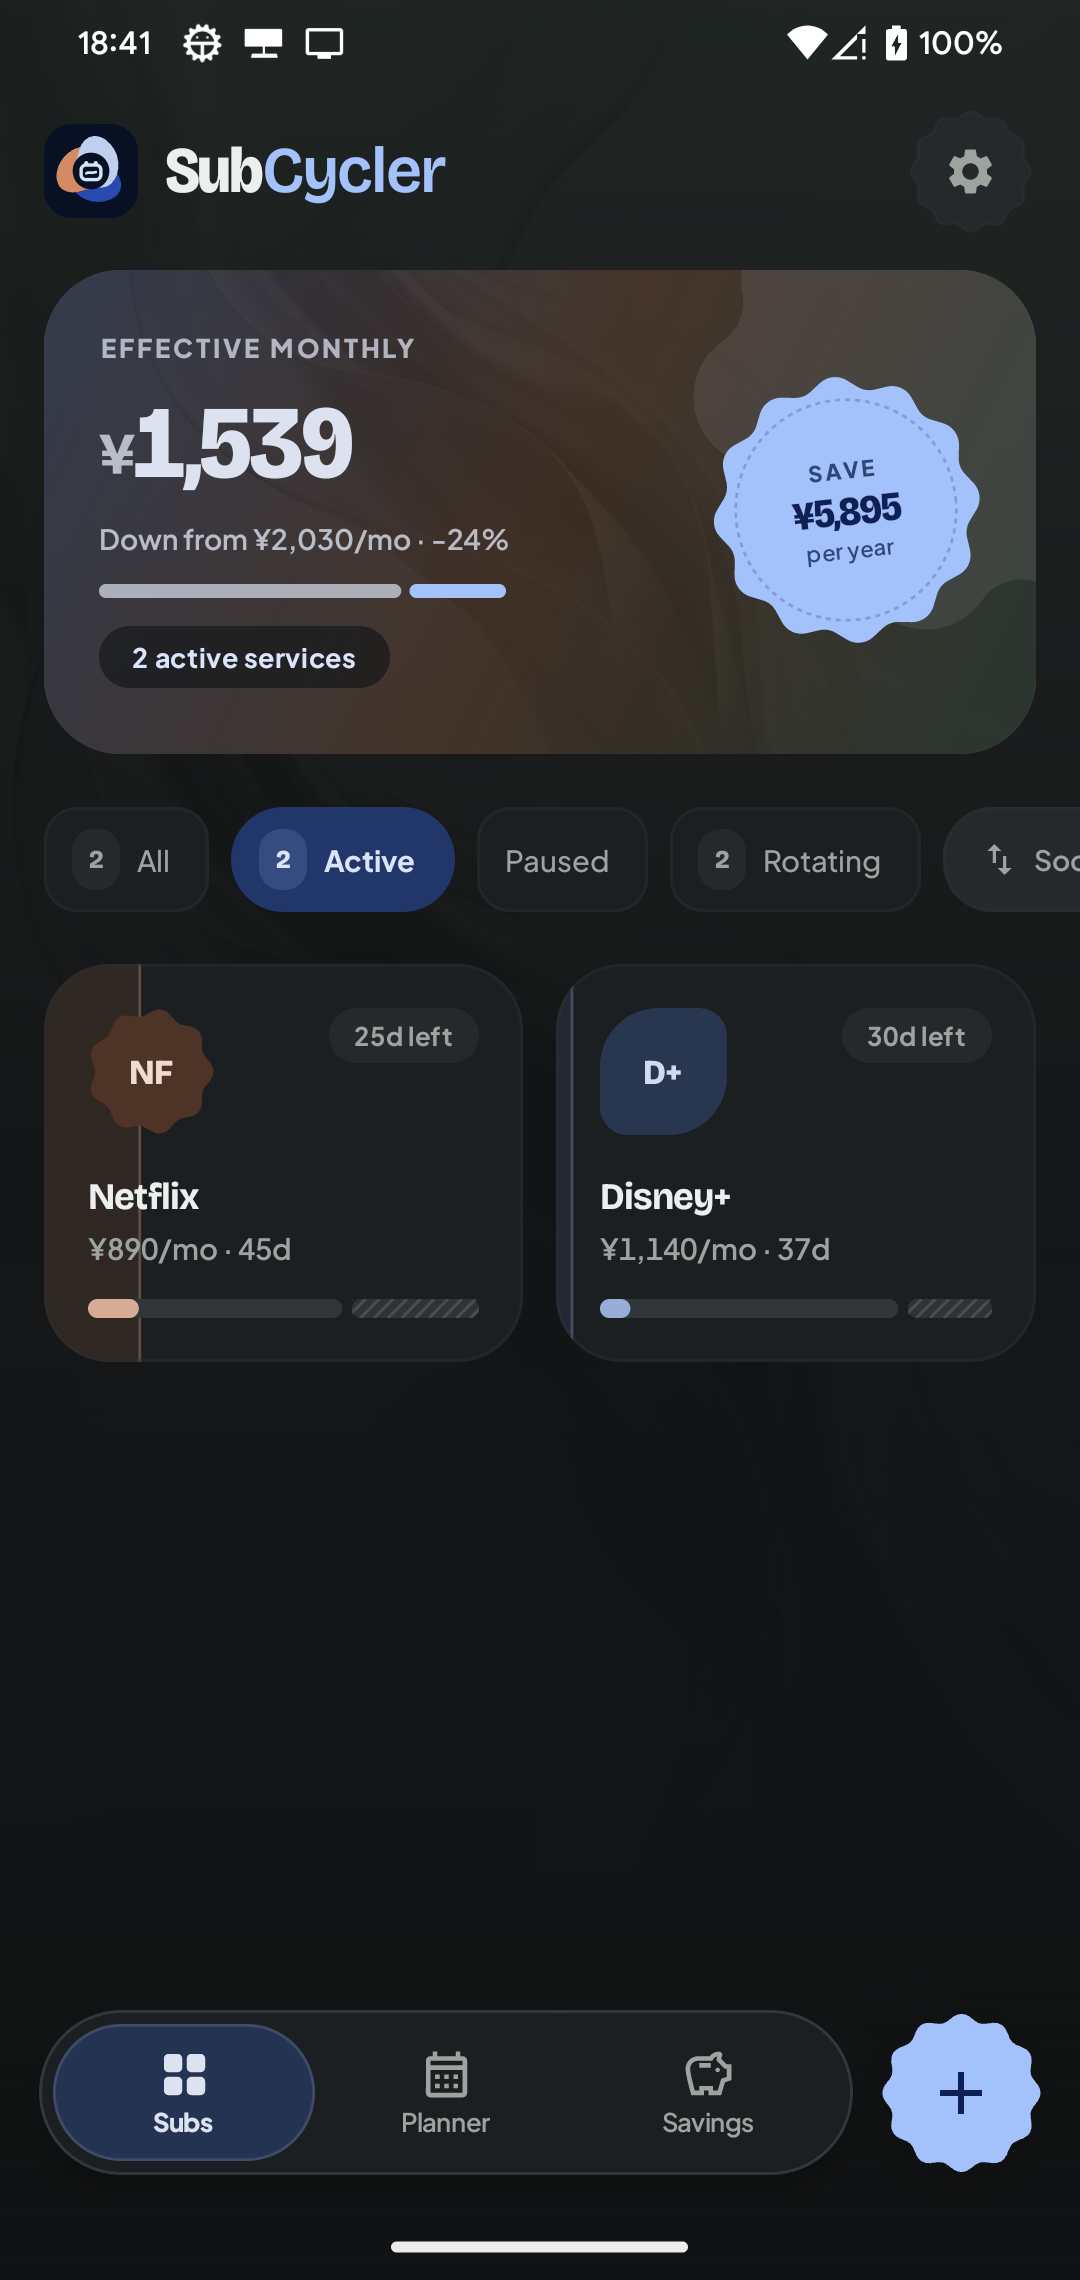 18:41
100%
SubCycler
EFFECTIVE MONTHLY
¥1,539
Down from ¥2,030/mo · -24%
2 active services
SAVE
¥5,895
per year
2 All
2 Active
Paused
2 Rotating
Soo
NF
25d left
Netflix
¥890/mo · 45d
D+
30d left
Disney+
¥1,140/mo · 37d
Subs
Planner
Savings